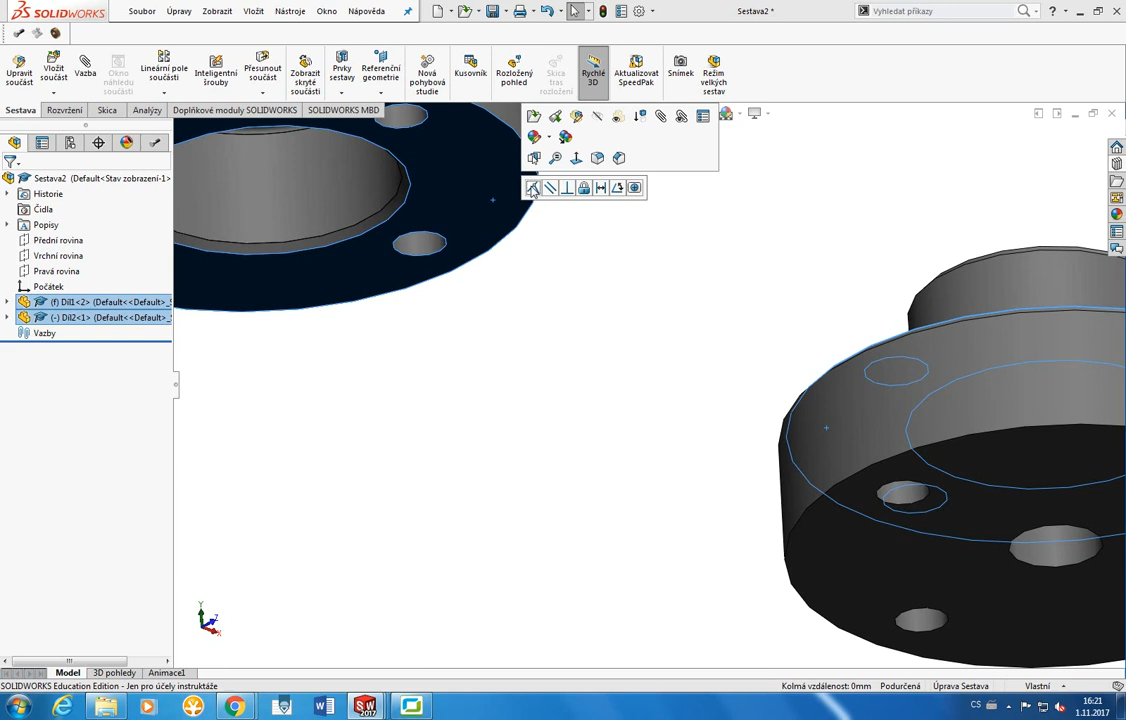 SOLIDWORKS Soubor Úpravy Zobrazit Vložit Nástroje Okno Nápověda Sestava2 * Vyhledat příkazy
Upravit součást
Vložit součást
Vazba
Okno náhledu součásti
Lineární pole součásti
Inteligentní šrouby
Přesunout součást
Zobrazit skryté součásti
Prvky sestavy
Referenční geometrie
Nová pohybová studie
Kusovník
Rozložený pohled
Skica tras rozložení
Rychlé 3D
Aktualizovat SpeedPak
Snímek
Režim velkých sestav
Sestava Rozvržení Skica Analýzy Doplňkové moduly SOLIDWORKS SOLIDWORKS MBD
Sestava2 (Default<Stav zobrazení-1>
Historie
Čidla
Popisy
Přední rovina
Vrchní rovina
Pravá rovina
Počátek
(f) Díl1<2> (Default<<Default>_S
(-) Díl2<1> (Default<<Default>_S
Vazby
Y
Z
X
Model 3D pohledy Animace1
SOLIDWORKS Education Edition - Jen pro účely instruktáže Kolmá vzdálenost: 0mm Podurčená Úprava Sestava Vlastní
CS 16:21
1.11.2017